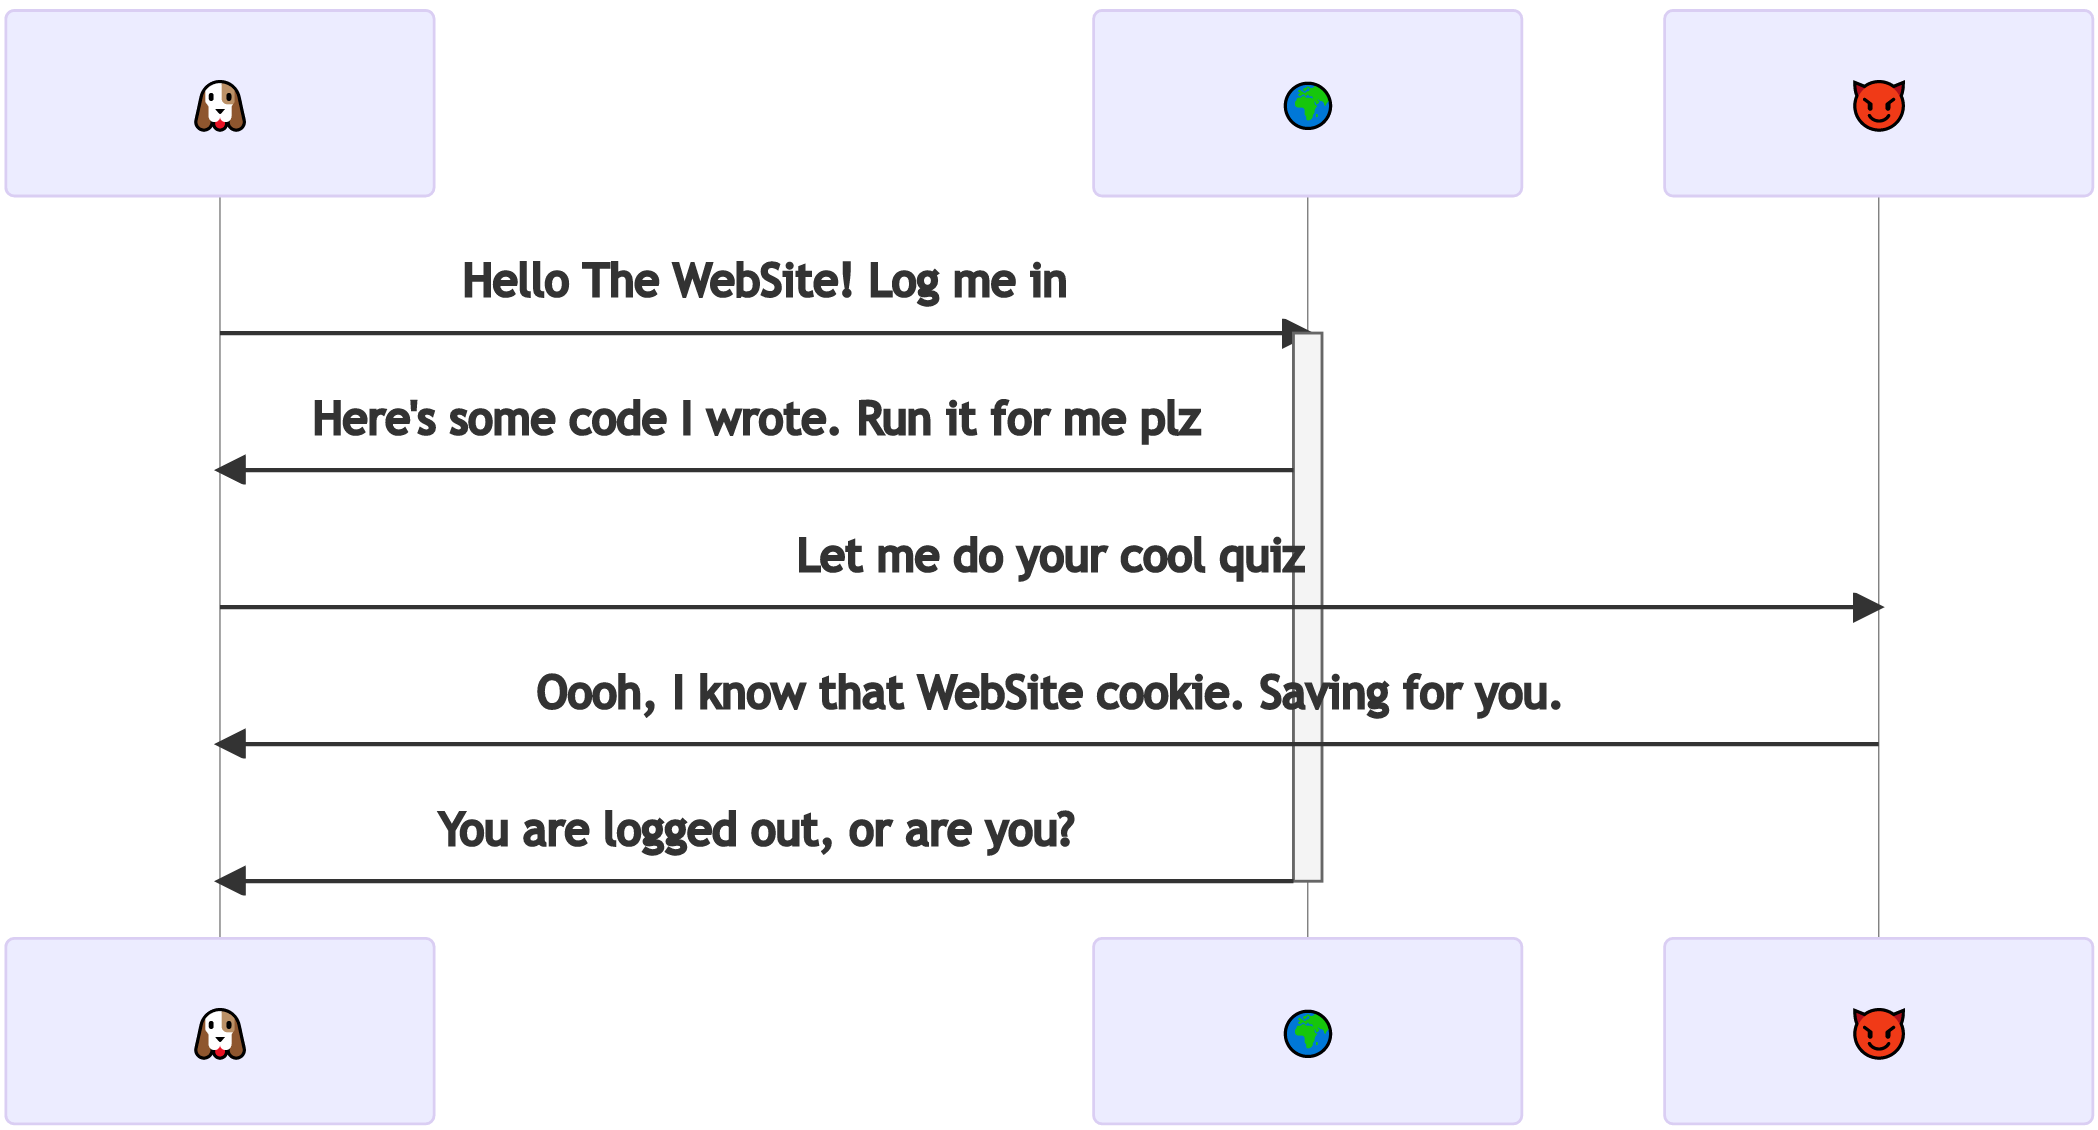 Hello The WebSite! Log me in
Here's some code I wrote. Run it for me plz
Let me do your cool quiz
Oooh, I know that WebSite cookie. Saving for you.
You are logged out, or are you?